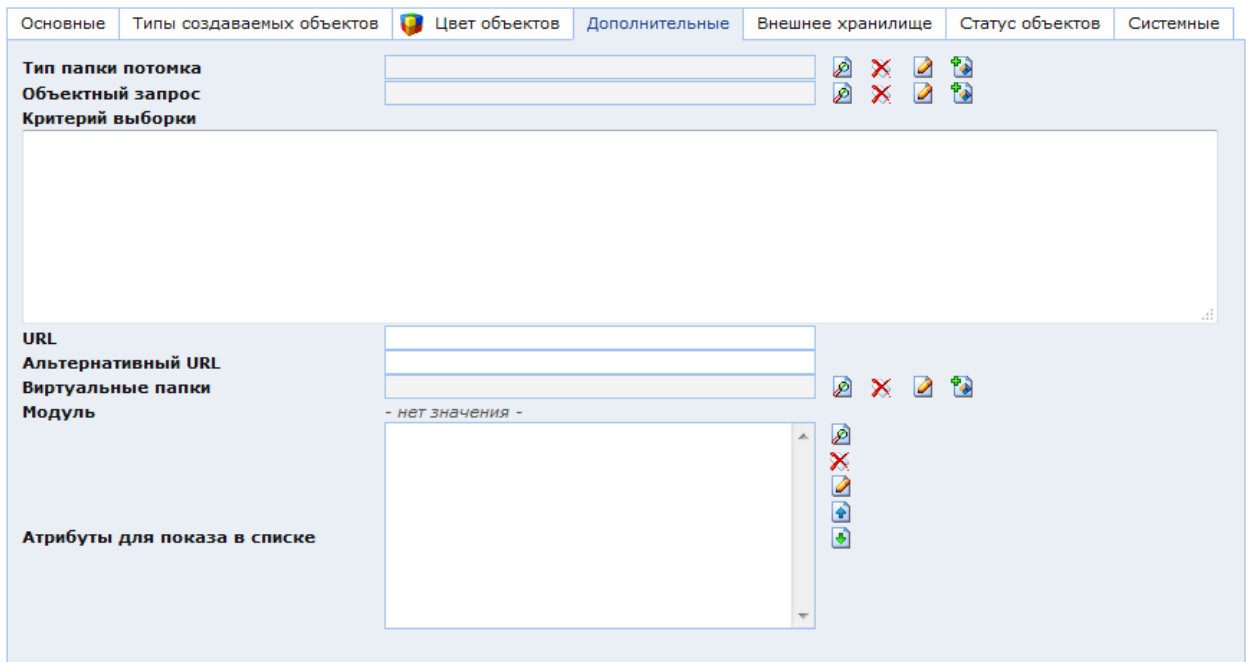 Основные Типы создаваемых объектов Цвет объектов Дополнительные Внешнее хранилище Статус объектов Системные
Тип папки потомка
Объектный запрос
Критерий выборки
URL
Альтернативный URL
Виртуальные папки
Модуль - нет значения -
Атрибуты для показа в списке